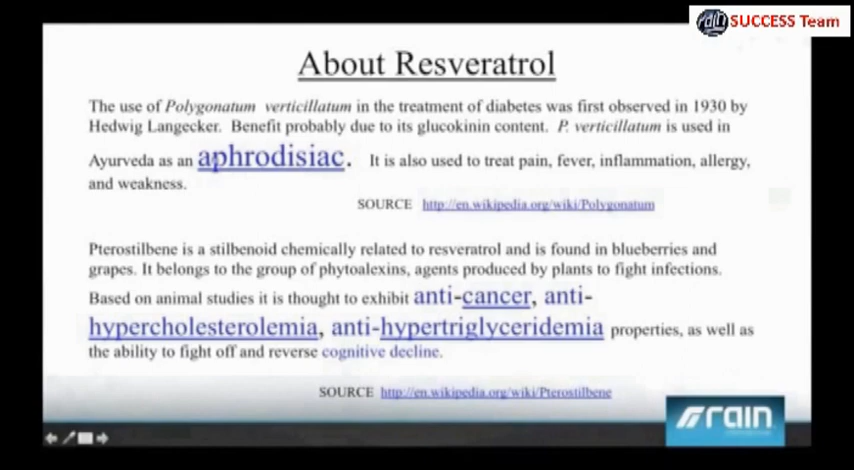 rain SUCCESS Team
About Resveratrol
The use of Polygonatum verticillatum in the treatment of diabetes was first observed in 1930 by
Hedwig Langecker. Benefit probably due to its glucokinin content. P. verticillatum is used in
Ayurveda as an aphrodisiac. It is also used to treat pain, fever, inflammation, allergy,
and weakness.
SOURCE http://en.wikipedia.org/wiki/Polygonatum
Pterostilbene is a stilbenoid chemically related to resveratrol and is found in blueberries and
grapes. It belongs to the group of phytoalexins, agents produced by plants to fight infections.
Based on animal studies it is thought to exhibit anti-cancer, anti-
hypercholesterolemia, anti-hypertriglyceridemia properties, as well as
the ability to fight off and reverse cognitive decline.
SOURCE http://en.wikipedia.org/wiki/Pterostilbene
rain